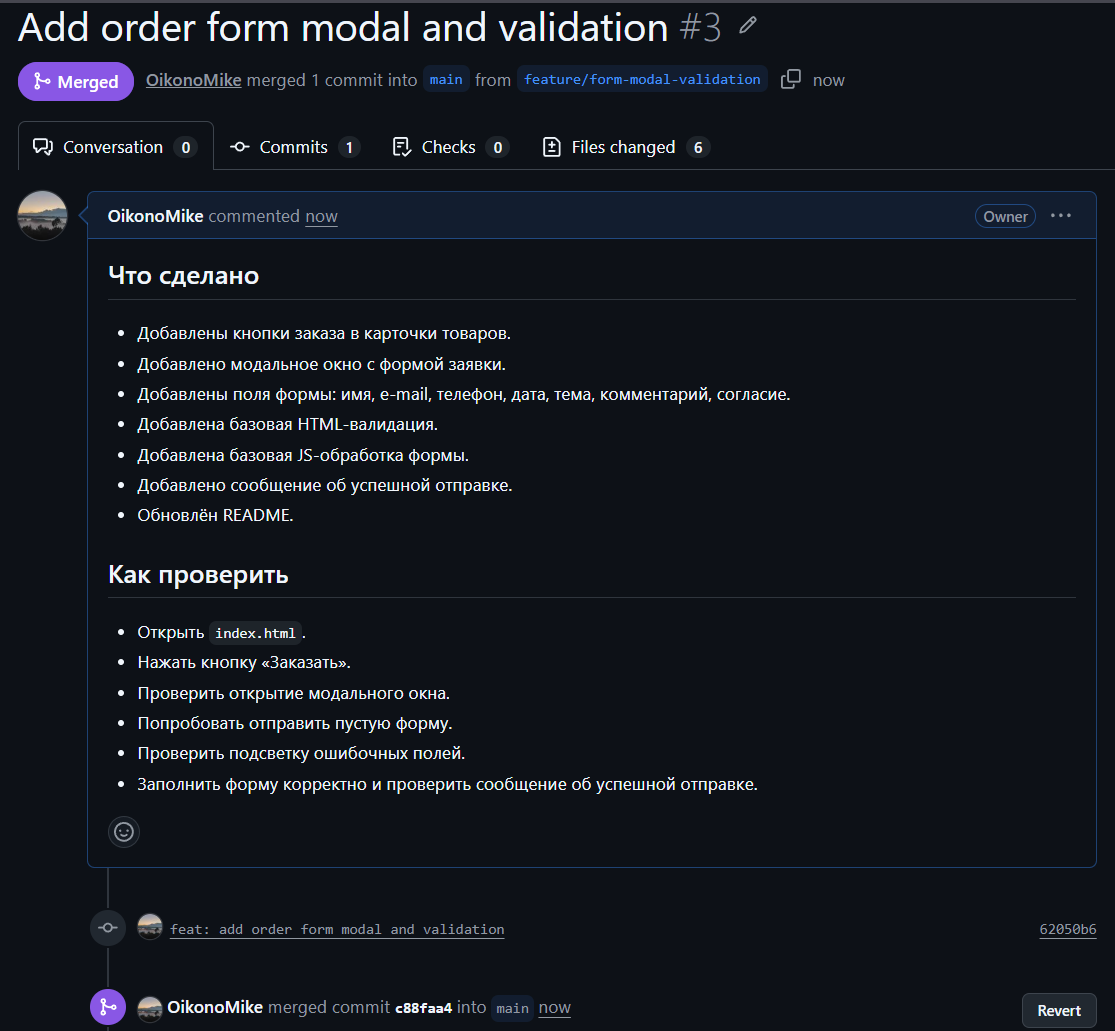 Add order form modal and validation #3
Merged OikonoMike merged 1 commit into main from feature/form-modal-validation now
Conversation 0 Commits 1 Checks 0 Files changed 6
OikonoMike commented now Owner
Что сделано
Добавлены кнопки заказа в карточки товаров.
Добавлено модальное окно с формой заявки.
Добавлены поля формы: имя, e-mail, телефон, дата, тема, комментарий, согласие.
Добавлена базовая HTML-валидация.
Добавлена базовая JS-обработка формы.
Добавлено сообщение об успешной отправке.
Обновлён README.
Как проверить
Открыть index.html.
Нажать кнопку «Заказать».
Проверить открытие модального окна.
Попробовать отправить пустую форму.
Проверить подсветку ошибочных полей.
Заполнить форму корректно и проверить сообщение об успешной отправке.
feat: add order form modal and validation 62050b6
OikonoMike merged commit c88faa4 into main now Revert